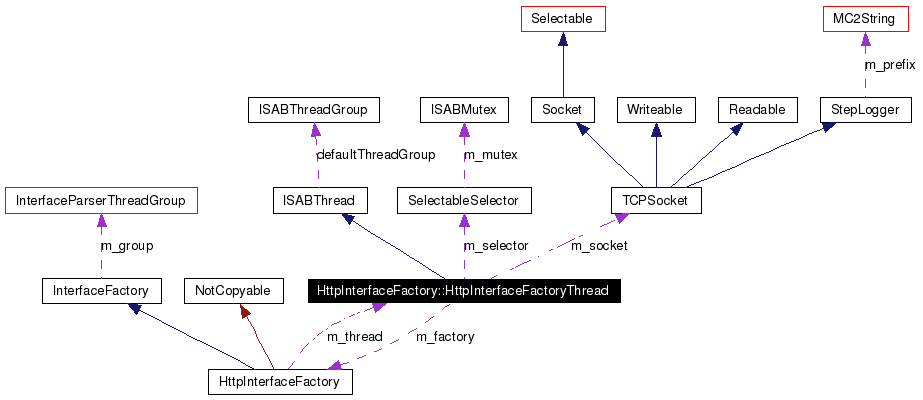 Selectable
MC2String
m_prefix
ISABThreadGroup
ISABMutex
Socket
Writeable
Readable
StepLogger
defaultThreadGroup
m_mutex
InterfaceParserThreadGroup
ISABThread
SelectableSelector
TCPSocket
m_group
m_selector
m_socket
InterfaceFactory
NotCopyable
HttpInterfaceFactory::HttpInterfaceFactoryThread
m_thread
m_factory
HttpInterfaceFactory